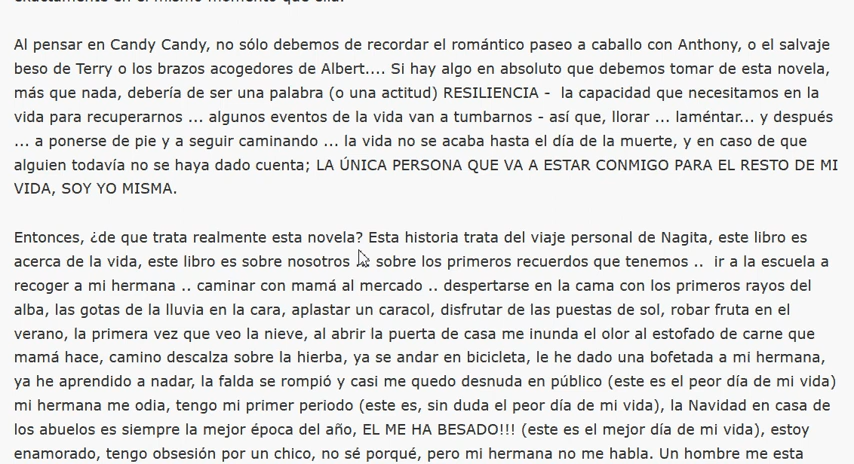 exactamente en el mismo momento que ella.
Al pensar en Candy Candy, no sólo debemos de recordar el romántico paseo a caballo con Anthony, o el salvaje
beso de Terry o los brazos acogedores de Albert.... Si hay algo en absoluto que debemos tomar de esta novela,
más que nada, debería de ser una palabra (o una actitud) RESILIENCIA - la capacidad que necesitamos en la
vida para recuperarnos ... algunos eventos de la vida van a tumbarnos - así que, llorar ... laméntar... y después
... a ponerse de pie y a seguir caminando ... la vida no se acaba hasta el día de la muerte, y en caso de que
alguien todavía no se haya dado cuenta; LA ÚNICA PERSONA QUE VA A ESTAR CONMIGO PARA EL RESTO DE MI
VIDA, SOY YO MISMA.
Entonces, ¿de que trata realmente esta novela? Esta historia trata del viaje personal de Nagita, este libro es
acerca de la vida, este libro es sobre nosotros sobre los primeros recuerdos que tenemos .. ir a la escuela a
recoger a mi hermana .. caminar con mamá al mercado .. despertarse en la cama con los primeros rayos del
alba, las gotas de la lluvia en la cara, aplastar un caracol, disfrutar de las puestas de sol, robar fruta en el
verano, la primera vez que veo la nieve, al abrir la puerta de casa me inunda el olor al estofado de carne que
mamá hace, camino descalza sobre la hierba, ya se andar en bicicleta, le he dado una bofetada a mi hermana,
ya he aprendido a nadar, la falda se rompió y casi me quedo desnuda en público (este es el peor día de mi vida)
mi hermana me odia, tengo mi primer periodo (este es, sin duda el peor día de mi vida), la Navidad en casa de
los abuelos es siempre la mejor época del año, EL ME HA BESADO!!! (este es el mejor día de mi vida), estoy
enamorado, tengo obsesión por un chico, no sé porqué, pero mi hermana no me habla. Un hombre me esta